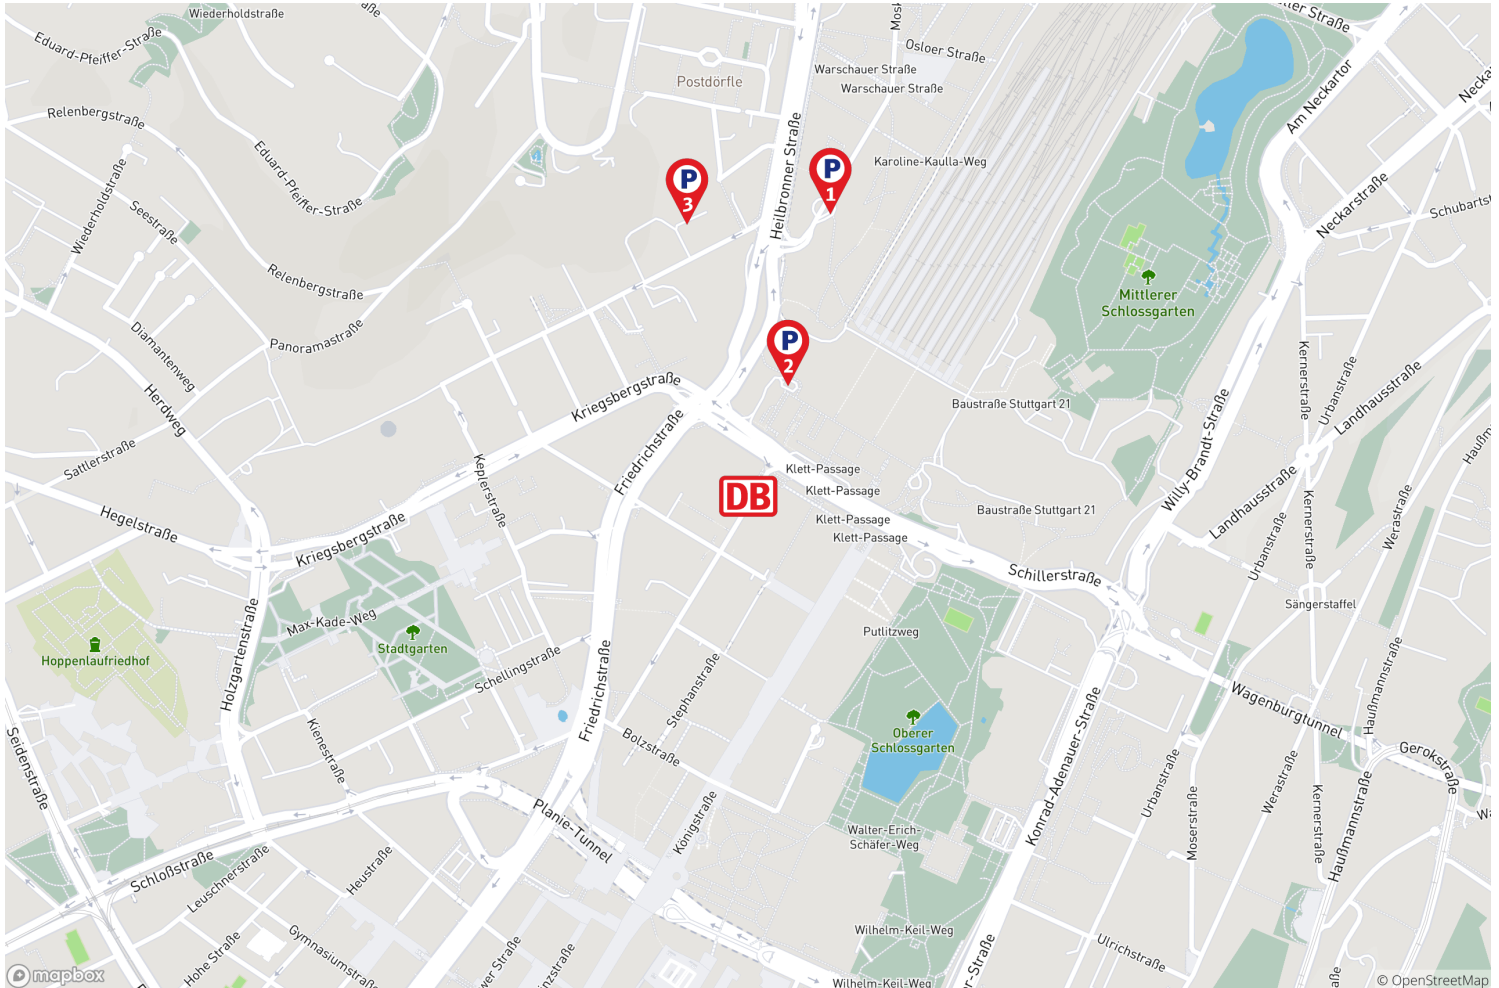 Wiederholdstraße
Eduard-Pfeiffer-Straße
Relenbergstraße
Wiederholdstraße
Seestraße
Eduard-Pfeiffer-Straße
Relenbergstraße
Panoramastraße
Diamantenweg
Herdweg
Sattlerstraße
Hegelstraße
Postdörfle
Osloer Straße
Warschauer Straße
Warschauer Straße
Karoline-Kaulla-Weg
Heilbronner Straße
P
1
P
2
P
3
Am Neckartor
Neckarstraße
Mittlerer
Schlossgarten
Kernerstraße
Urbanstraße
Landhausstraße
Kriegsbergstraße
Friedrichstraße
Keplerstraße
Kriegsbergstraße
Baustraße Stuttgart 21
Klett-Passage
Klett-Passage
Klett-Passage
Klett-Passage
DB
Baustraße Stuttgart 21
Willy-Brandt-Straße
Landhausstraße
Urbanstraße
Kernerstraße
Werastraße
Schillerstraße
Sängerstaffel
Putlitzweg
Max-Kade-Weg
Stadtgarten
Hoppenlaufriedhof
Holzgartenstraße
Schellingstraße
Kienestraße
Seidenstraße
Friedrichstraße
Stephanstraße
Bolzstraße
Oberer
Schlossgarten
Konrad-Adenauer-Straße
Wagenburgtunnel
Haußmannstraße
Gerokstraße
Urbanstraße
Moserstraße
Werastraße
Kernerstraße
Haußmannstraße
Planie-Tunnel
Königstraße
Walter-Erich-
Schäfer-Weg
Schloßstraße
Leuschnerstraße
Heustraße
Hohe Straße
Gymnasiumstraße
Wilhelm-Keil-Weg
Wilhelm-Keil-Weg
Ulrichstraße
mapbox
© OpenStreetMap